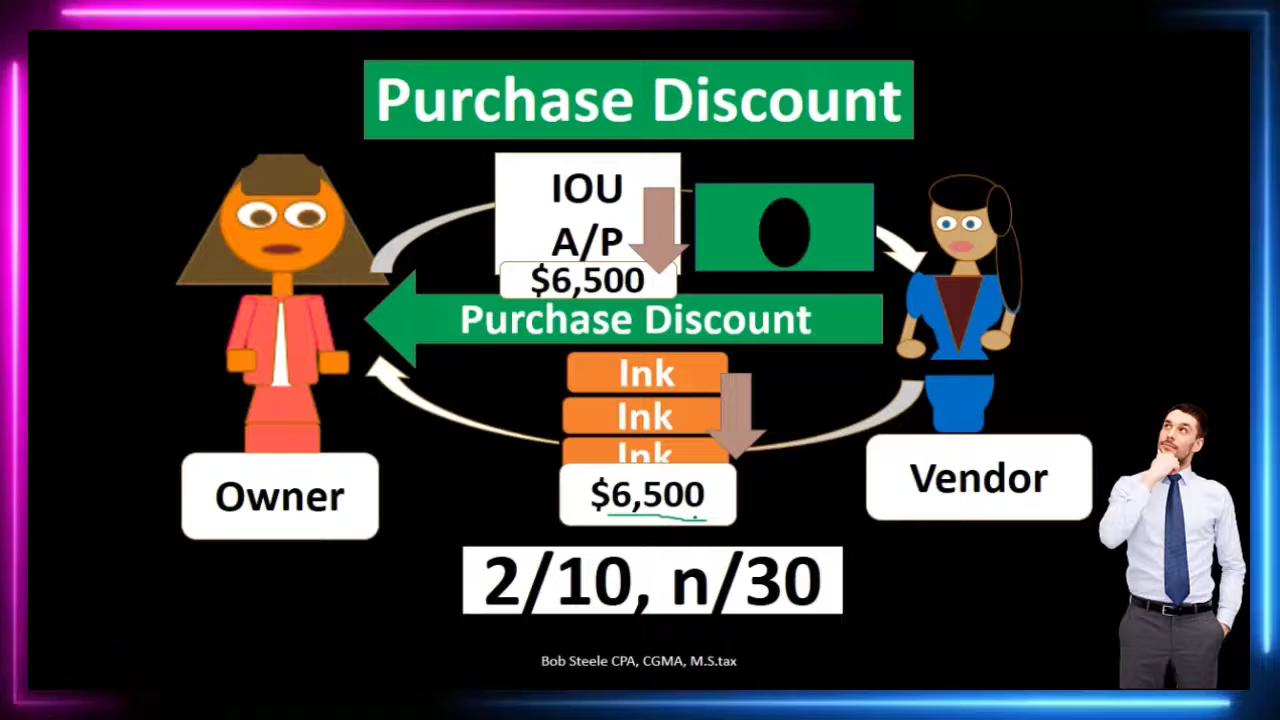 Purchase Discount
IOU
A/P
$6,500
Purchase Discount
Ink
Ink
Ink
$6,500
Owner
Vendor
2/10, n/30
Bob Steele CPA, CGMA, M.S.tax